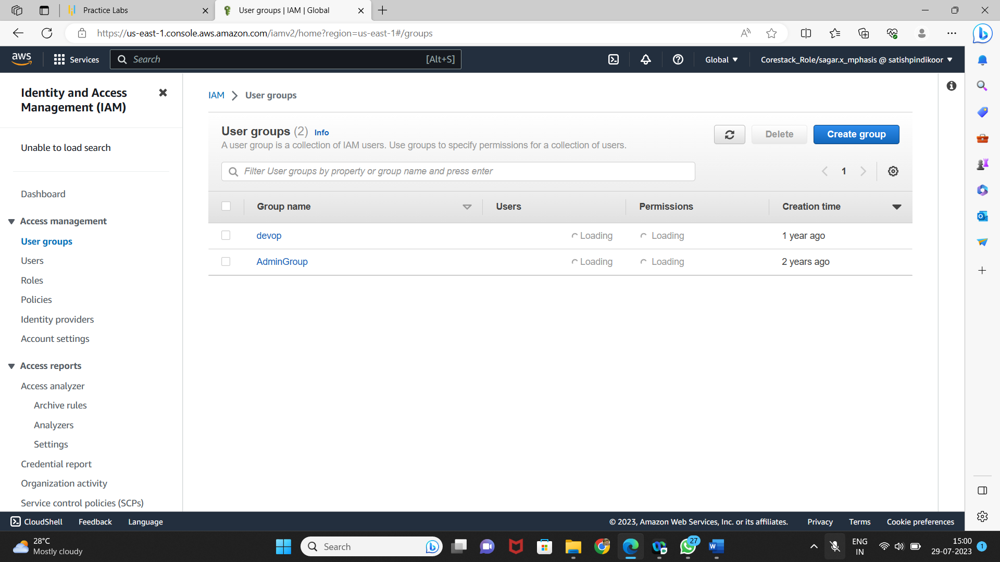 Practice Labs
User groups | IAM | Global
https://us-east-1.console.aws.amazon.com/iamv2/home?region=us-east-1#/groups
aws
Services
Search
[Alt+S]
Global
Corestack_Role/sagar.x_mphasis @ satishpindikoor
Identity and Access
Management (IAM)
Unable to load search
Dashboard
Access management
User groups
Users
Roles
Policies
Identity providers
Account settings
Access reports
Access analyzer
Archive rules
Analyzers
Settings
Credential report
Organization activity
Service control policies (SCPs)
IAM
User groups
User groups (2) Info
A user group is a collection of IAM users. Use groups to specify permissions for a collection of users.
Delete
Create group
Filter User groups by property or group name and press enter
1
Group name Users Permissions Creation time
devop Loading Loading 1 year ago
AdminGroup Loading Loading 2 years ago
CloudShell Feedback Language
© 2023, Amazon Web Services, Inc. or its affiliates. Privacy Terms Cookie preferences
28°C
Mostly cloudy
Search
27
ENG
IN
15:00
29-07-2023
1